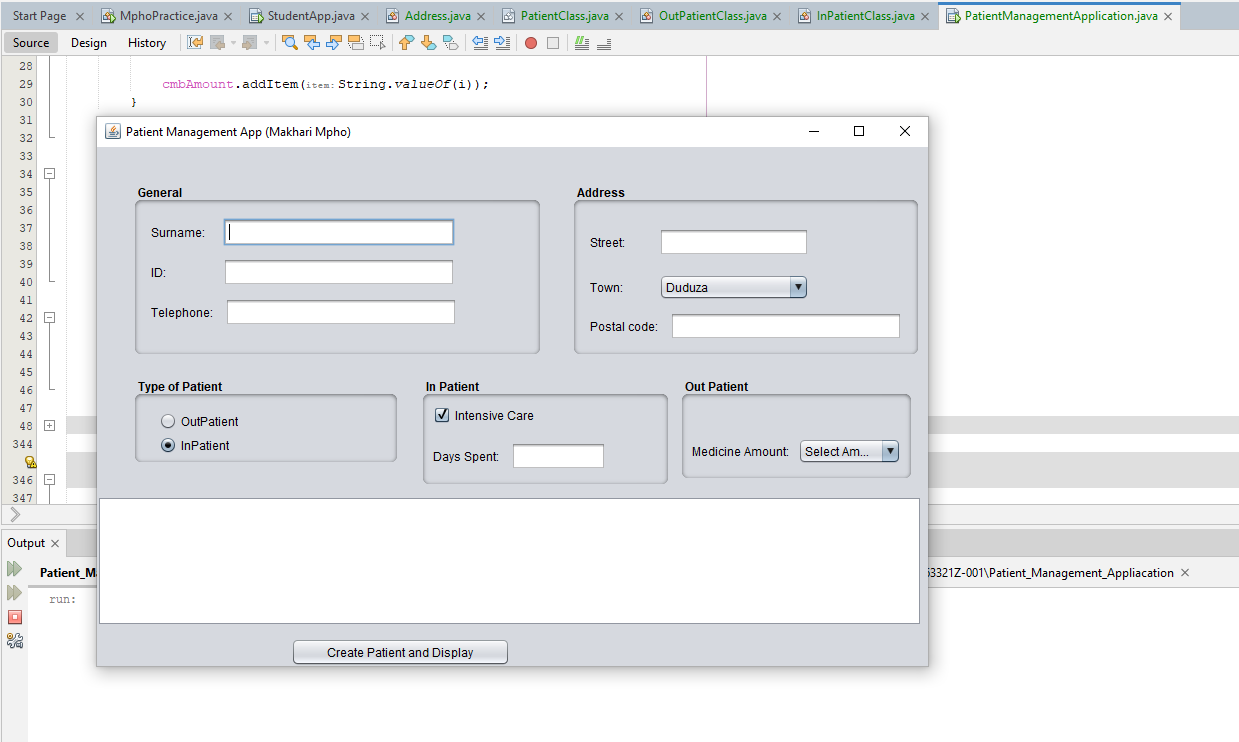 Start Page MphoPractice.java StudentApp.java Address.java PatientClass.java OutPatientClass.java InPatientClass.java PatientManagementApplication.java
Source Design History
28
29 cmbAmount.addItem(item: String.valueOf(i));
30 }
31
32
33
34
35
36
37
38
39
40
41
42
43
44
45
46
47
48
344
346
347
Patient Management App (Makhari Mpho)
General
Surname:
ID:
Telephone:
Address
Street:
Town: Duduza
Postal code:
Type of Patient
OutPatient
InPatient
In Patient
Intensive Care
Days Spent:
Out Patient
Medicine Amount: Select Am...
Create Patient and Display
Output
Patient_M 53321Z-001\Patient_Management_Appliacation
run: